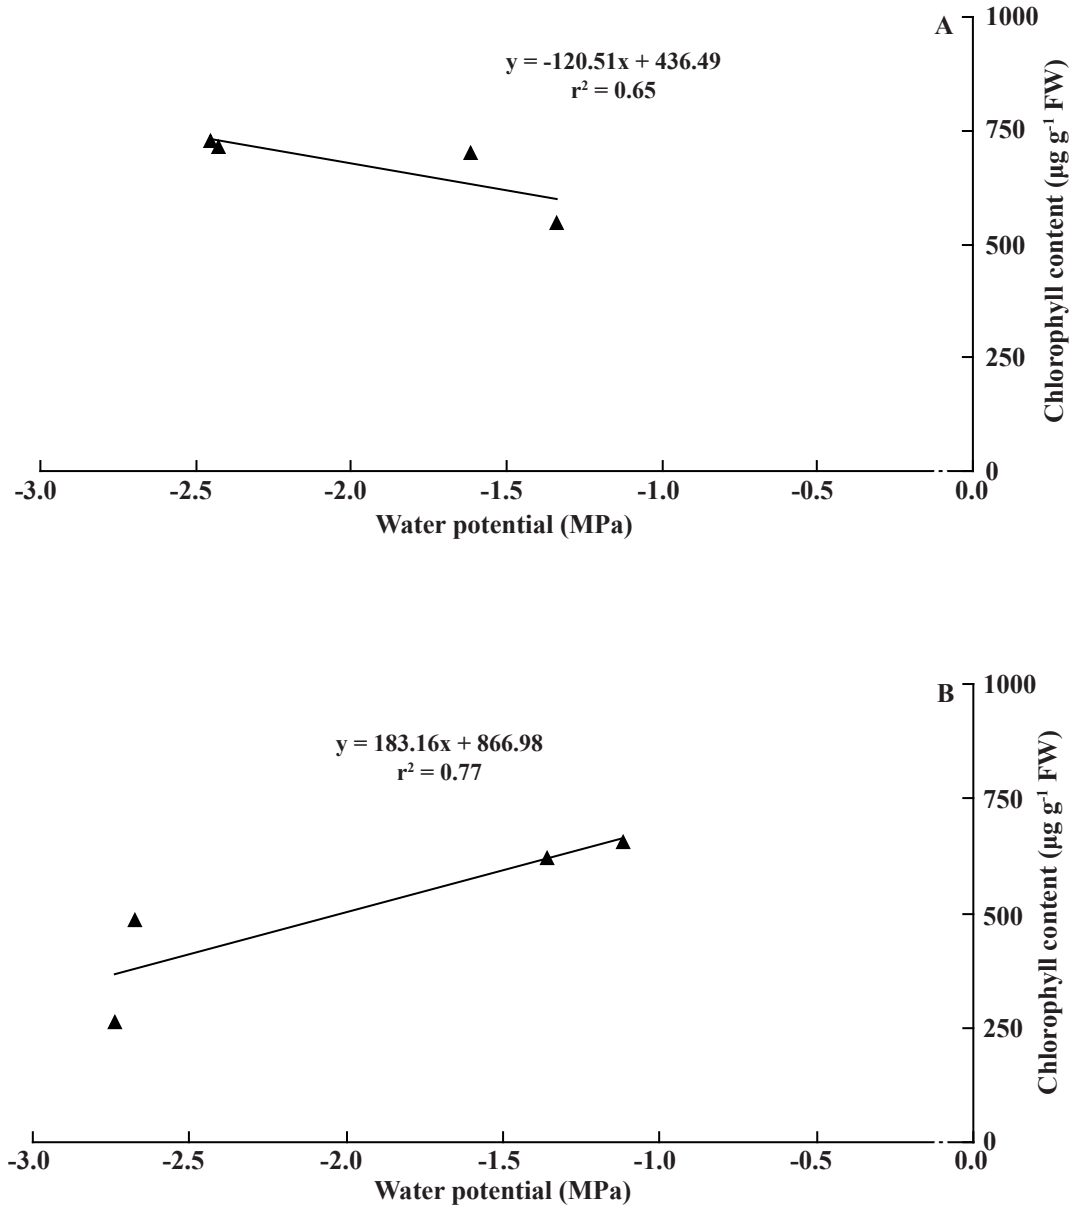 A
1000
y = -120.51x + 436.49
r² = 0.65
750
500
250
0
Chlorophyll content (µg g⁻¹ FW)
-3.0 -2.5 -2.0 -1.5 -1.0 -0.5 0.0
Water potential (MPa)
B
1000
y = 183.16x + 866.98
r² = 0.77
750
500
250
0
Chlorophyll content (µg g⁻¹ FW)
-3.0 -2.5 -2.0 -1.5 -1.0 -0.5 0.0
Water potential (MPa)